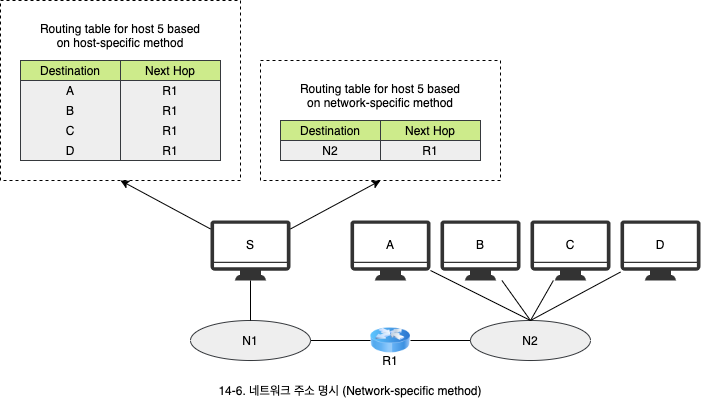 Routing table for host 5 based
on host-specific method
Destination Next Hop
A R1
B R1
C R1
D R1
Routing table for host 5 based
on network-specific method
Destination Next Hop
N2 R1
S
A
B
C
D
N1
R1
N2
14-6. 네트워크 주소 명시 (Network-specific method)